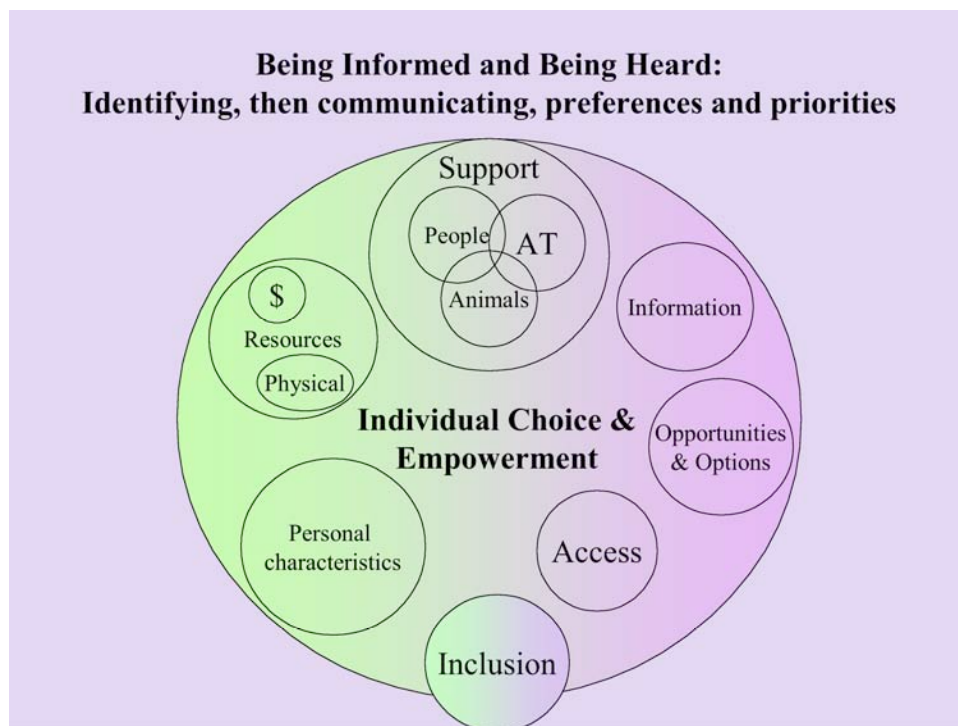 Being Informed and Being Heard:
Identifying, then communicating, preferences and priorities
Support
People
AT
Animals
$
Resources
Physical
Information
Individual Choice &
Empowerment
Opportunities
& Options
Personal
characteristics
Access
Inclusion